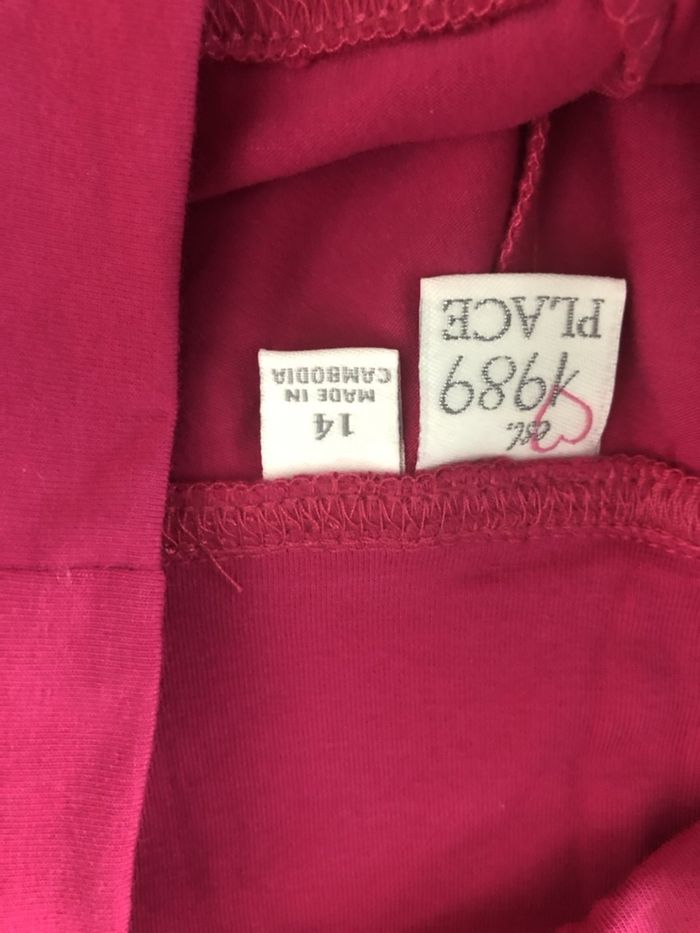 est.
1989
PLACE
14
MADE IN
CAMBODIA